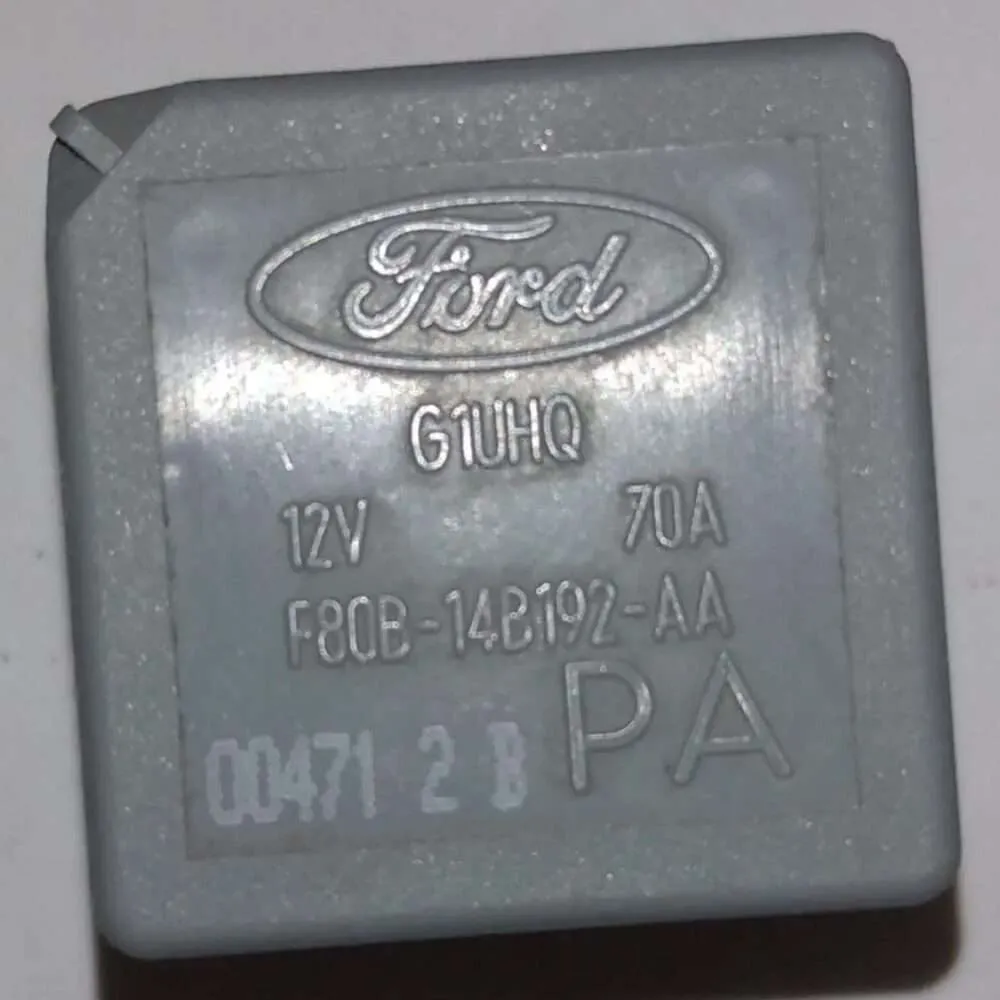 Ford
G1UHQ
12V 70A
F80B-14B192-AA
PA
00471 2 B